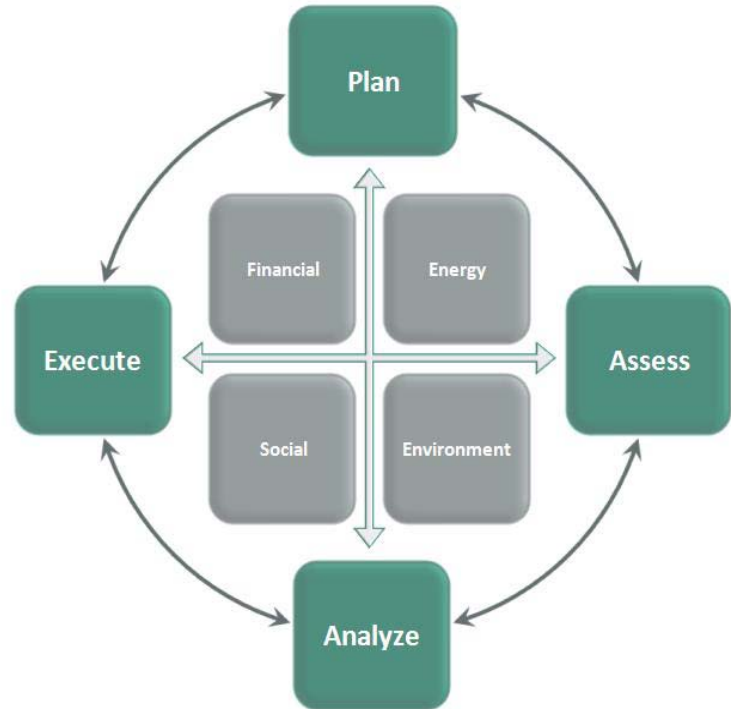 Plan
Financial
Energy
Execute
Assess
Social
Environment
Analyze